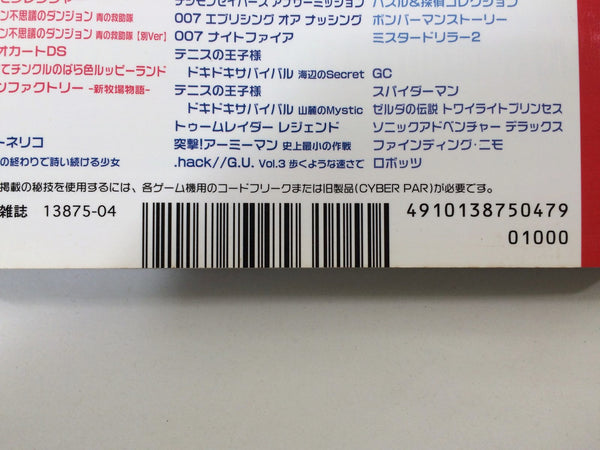 ン不思議のダンジョン 青の救助隊
ン不思議のダンジョン 青の救助隊【別Ver】
オカートDS
てチンクルのばら色ルッピーランド
ンファクトリー -新牧場物語-
ートネリコ
の終わりで詩い続ける少女
007 エブリシング オア ナッシング
007 ナイトファイア
テニスの王子様
ドキドキサバイバル 海辺のSecret
テニスの王子様
ドキドキサバイバル 山麓のMystic
トゥームレイダー レジェンド
突撃!アーミーマン 史上最小の作戦
.hack//G.U. Vol.3 歩くような速さで
パズル&探偵コレクション
ボンバーマンストーリー
ミスタードリラー2
GC
スパイダーマン
ゼルダの伝説 トワイライトプリンセス
ソニックアドベンチャー デラックス
ファインディング・ニモ
ロボッツ
掲載の秘技を使用するには、各ゲーム機用のコードフリークまたは旧製品(CYBER PAR)が必要です。
雑誌 13875-04
4910138750479
01000